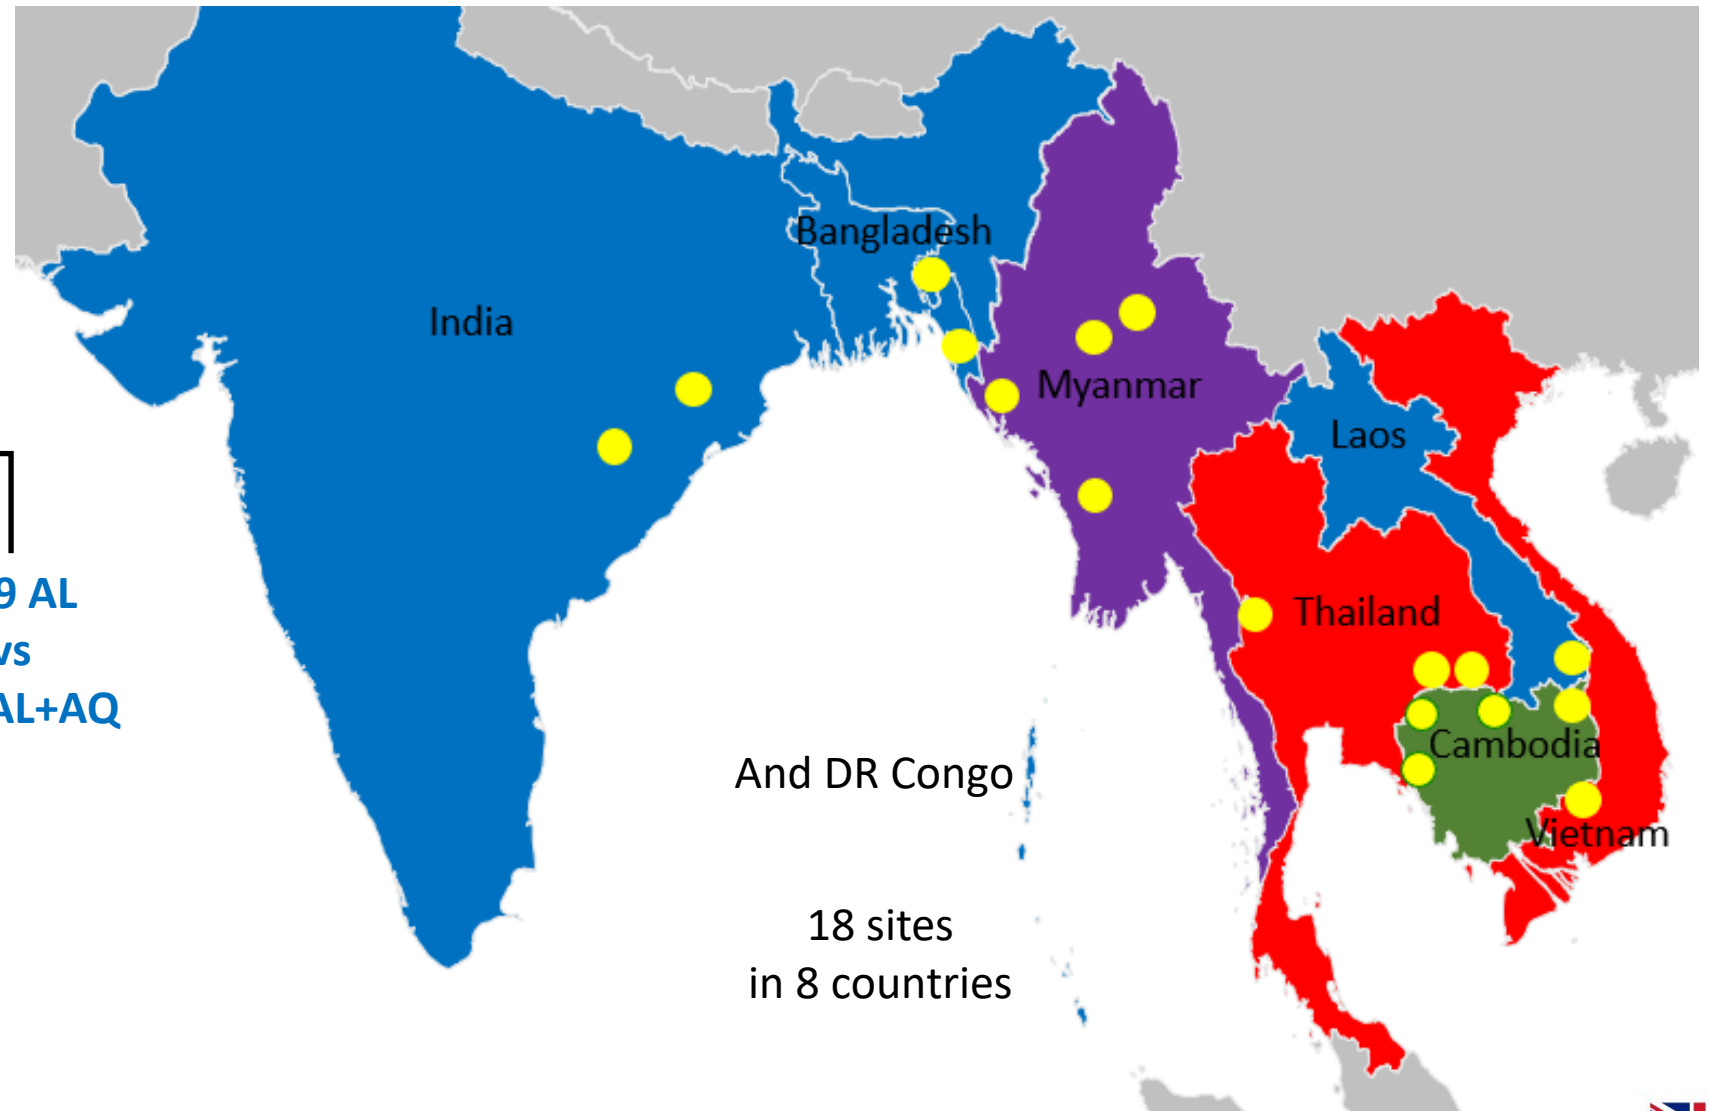 Bangladesh
India
Myanmar
Laos
9 AL
vs
AL+AQ
Thailand
Cambodia
And DR Congo
Vietnam
18 sites
in 8 countries